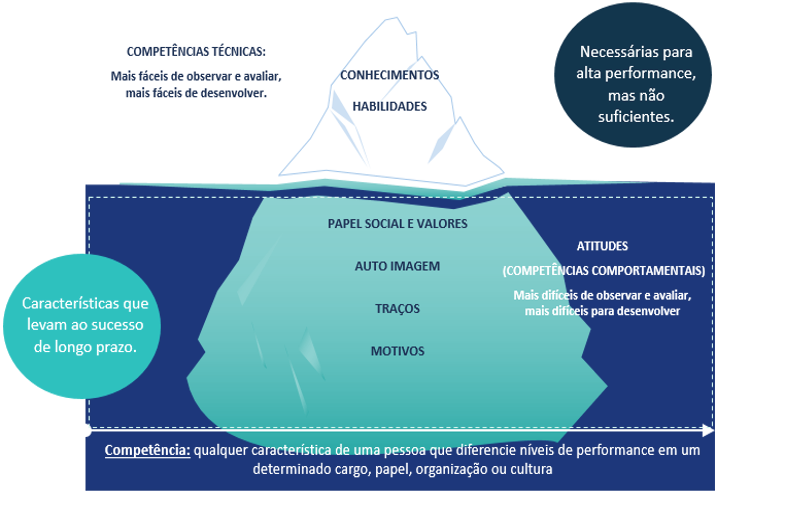 COMPETÊNCIAS TÉCNICAS:
Mais fáceis de observar e avaliar,
mais fáceis de desenvolver.
CONHECIMENTOS
HABILIDADES
Necessárias para
alta performance,
mas não
suficientes.
PAPEL SOCIAL E VALORES
AUTO IMAGEM
TRAÇOS
MOTIVOS
ATITUDES
(COMPETÊNCIAS COMPORTAMENTAIS)
Mais difíceis de observar e avaliar,
mais difíceis para desenvolver
Características que
levam ao sucesso
de longo prazo.
Competência: qualquer característica de uma pessoa que diferencie níveis de performance em um
determinado cargo, papel, organização ou cultura